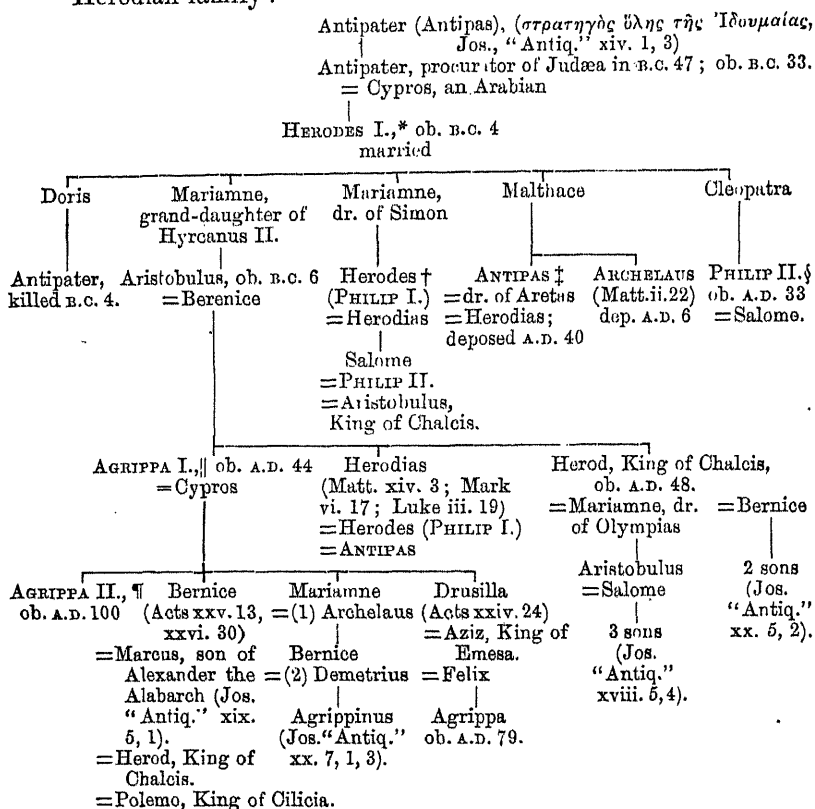 Herodian family:
Antipater (Antipas), (στρατηγὸς ὅλης τῆς Ἰδουμαίας,
Jos., "Antiq." xiv. 1, 3)
Antipater, procurator of Judæa in B.C. 47; ob. B.C. 33.
= Cypros, an Arabian
HERODES I.,* ob. B.C. 4
married
Doris Mariamne, Mariamne, Malthace Cleopatra
grand-daughter of dr. of Simon
Hyrcanus II.
Antipater, Aristobulus, ob. B.C. 6 Herodes† ANTIPAS‡ ARCHELAUS PHILIP II.§
killed B.C. 4. =Berenice (PHILIP I.) =dr. of Aretas (Matt.ii.22) ob. A.D. 33
=Herodias =Herodias; dep. A.D. 6 =Salome.
deposed A.D. 40
Salome
=PHILIP II.
=Aristobulus,
King of Chalcis.
AGRIPPA I.,‖ ob. A.D. 44 Herodias Herod, King of Chalcis,
=Cypros (Matt. xiv. 3; Mark ob. A.D. 48.
vi. 17; Luke iii. 19) =Mariamne, dr. =Bernice
=Herodes (PHILIP I.) of Olympias
=ANTIPAS
Aristobulus 2 sons
AGRIPPA II.,¶ Bernice Mariamne Drusilla =Salome (Jos.
ob. A.D. 100 (Acts xxv. 13, =(1) Archelaus (Acts xxiv. 24) "Antiq."
xxvi. 30) =Aziz, King of 3 sons xx. 5, 2).
=Marcus, son of Bernice Emesa. (Jos.
Alexander the =(2) Demetrius =Felix "Antiq."
Alabarch (Jos. xviii. 5,4).
"Antiq." xix. Agrippinus Agrippa
5, 1). (Jos."Antiq." ob. A.D. 79.
=Herod, King of xx. 7, 1, 3).
Chalcis.
=Polemo, King of Cilicia.